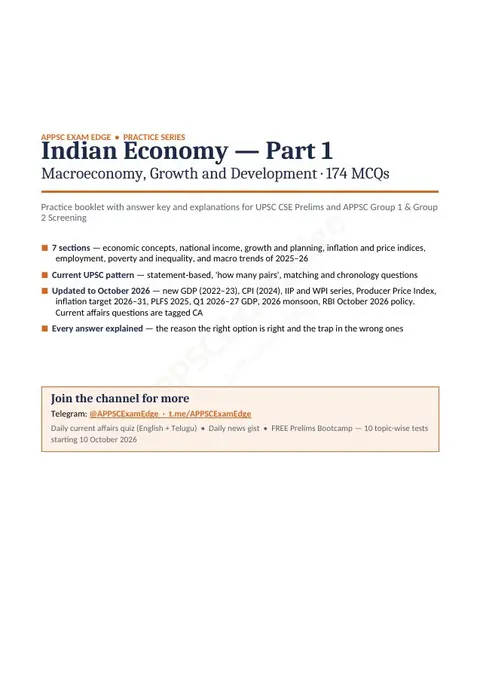 APPSC EXAM EDGE • PRACTICE SERIES
Indian Economy — Part 1
Macroeconomy, Growth and Development · 174 MCQs
Practice booklet with answer key and explanations for UPSC CSE Prelims and APPSC Group 1 & Group
2 Screening
■ 7 sections — economic concepts, national income, growth and planning, inflation and price indices,
employment, poverty and inequality, and macro trends of 2025–26
■ Current UPSC pattern — statement-based, 'how many pairs', matching and chronology questions
■ Updated to October 2026 — new GDP (2022–23), CPI (2024), IIP and WPI series, Producer Price Index,
inflation target 2026–31, PLFS 2025, Q1 2026–27 GDP, 2026 monsoon, RBI October 2026 policy.
Current affairs questions are tagged CA
■ Every answer explained — the reason the right option is right and the trap in the wrong ones
Join the channel for more
Telegram: @APPSCExamEdge · t.me/APPSCExamEdge
Daily current affairs quiz (English + Telugu) • Daily news gist • FREE Prelims Bootcamp — 10 topic-wise tests
starting 10 October 2026